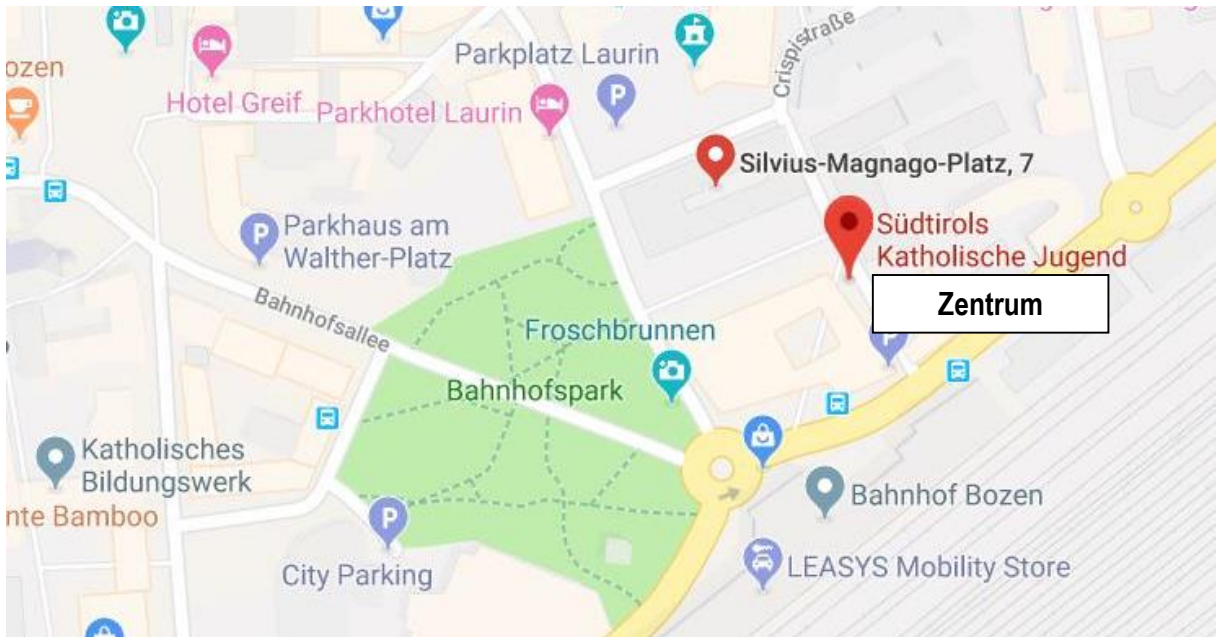 Crispistraße
Parkplatz Laurin
P
ozen
Hotel Greif
Parkhotel Laurin
Silvius-Magnago-Platz, 7
Südtirols
Katholische Jugend
Zentrum
P
Parkhaus am
Walther-Platz
P
Bahnhofsallee
Froschbrunnen
Bahnhofspark
Katholisches
Bildungswerk
nte Bamboo
Bahnhof Bozen
P
City Parking
LEASYS Mobility Store